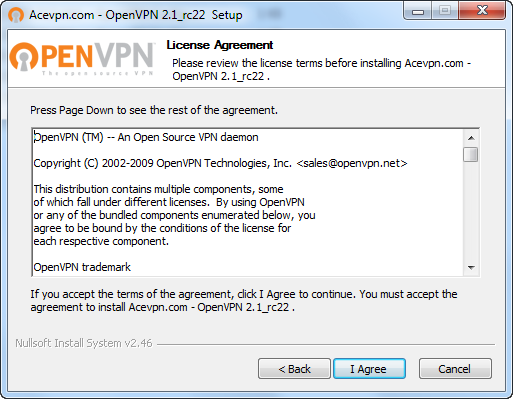 Acevpn.com - OpenVPN 2.1_rc22 Setup
OPENVPN
The open source VPN
License Agreement
Please review the license terms before installing Acevpn.com -
OpenVPN 2.1_rc22 .
Press Page Down to see the rest of the agreement.
OpenVPN (TM) -- An Open Source VPN daemon
Copyright (C) 2002-2009 OpenVPN Technologies, Inc. <sales@openvpn.net>
This distribution contains multiple components, some
of which fall under different licenses. By using OpenVPN
or any of the bundled components enumerated below, you
agree to be bound by the conditions of the license for
each respective component.
OpenVPN trademark
If you accept the terms of the agreement, click I Agree to continue. You must accept the
agreement to install Acevpn.com - OpenVPN 2.1_rc22 .
Nullsoft Install System v2.46
< Back
I Agree
Cancel